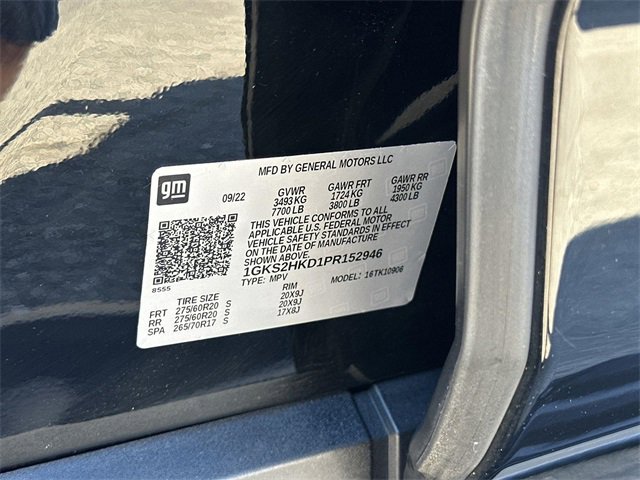 gm
MFD BY GENERAL MOTORS LLC
09/22 GVWR GAWR FRT GAWR RR
3493 KG 1724 KG 1950 KG
7700 LB 3800 LB 4300 LB
THIS VEHICLE CONFORMS TO ALL
APPLICABLE U.S. FEDERAL MOTOR
VEHICLE SAFETY STANDARDS IN EFFECT
ON THE DATE OF MANUFACTURE
SHOWN ABOVE.
1GKS2HKD1PR152946
TYPE: MPV MODEL: 16TK10906
8555
TIRE SIZE RIM
FRT 275/60R20 S 20X9J
RR 275/60R20 S 20X9J
SPA 265/70R17 S 17X8J